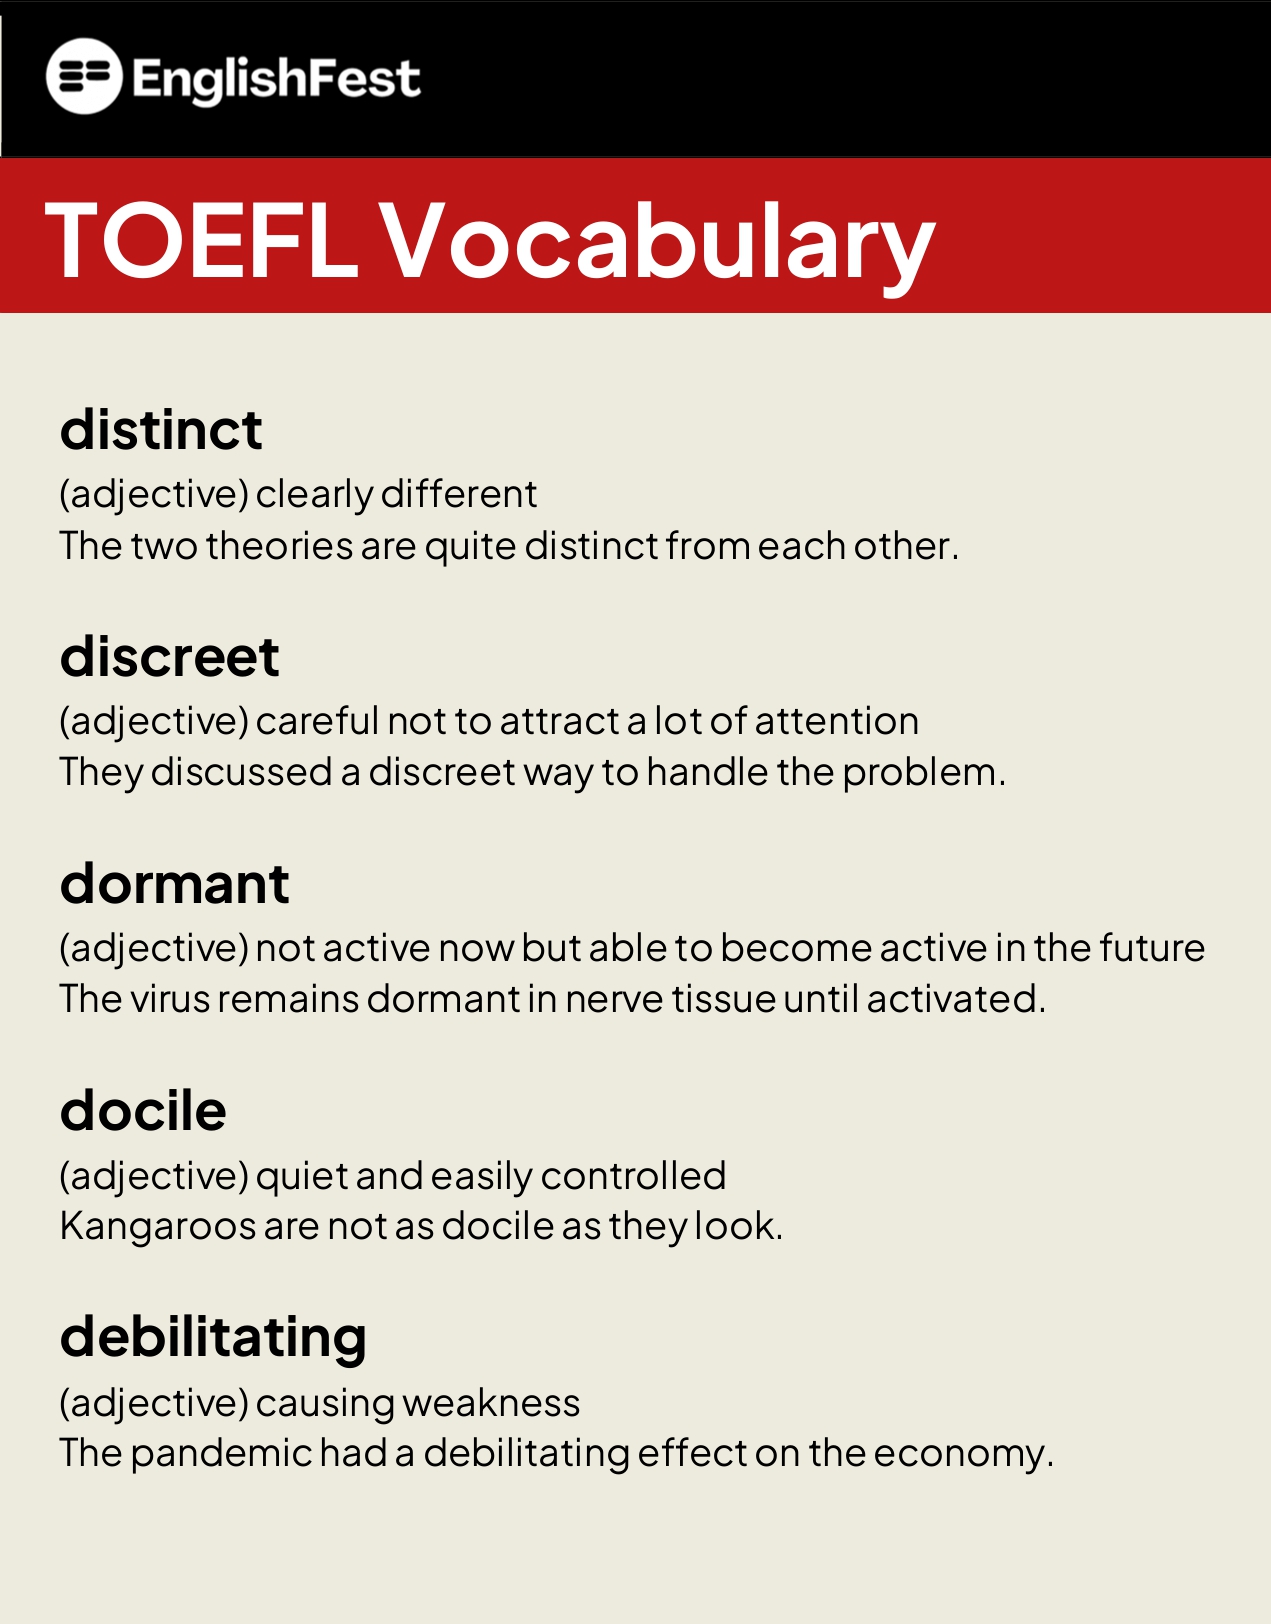 EnglishFest
TOEFL Vocabulary
distinct
(adjective) clearly different
The two theories are quite distinct from each other.
discreet
(adjective) careful not to attract a lot of attention
They discussed a discreet way to handle the problem.
dormant
(adjective) not active now but able to become active in the future
The virus remains dormant in nerve tissue until activated.
docile
(adjective) quiet and easily controlled
Kangaroos are not as docile as they look.
debilitating
(adjective) causing weakness
The pandemic had a debilitating effect on the economy.